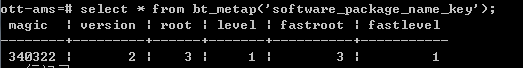 ott-ams=# select * from bt_metap('software_package_name_key');
magic ¦ version ¦ root ¦ level ¦ fastroot ¦ fastlevel
--------+---------+------+-------+----------+-----------
340322 ¦ 2 ¦ 3 ¦ 1 ¦ 3 ¦ 1